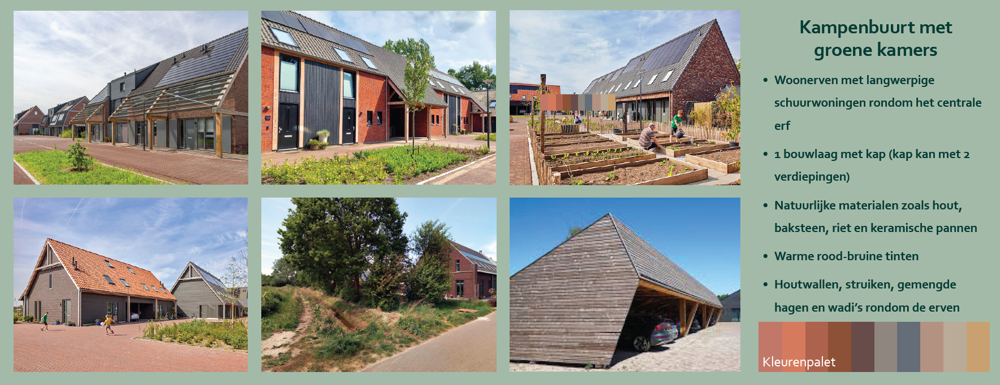 Kampenbuurt met
groene kamers
• Woonerven met langwerpige
schuurwoningen rondom het centrale
erf
• 1 bouwlaag met kap (kap kan met 2
verdiepingen)
• Natuurlijke materialen zoals hout,
baksteen, riet en keramische pannen
• Warme rood-bruine tinten
• Houtwallen, struiken, gemengde
hagen en wadi's rondom de erven
Kleurenpalet